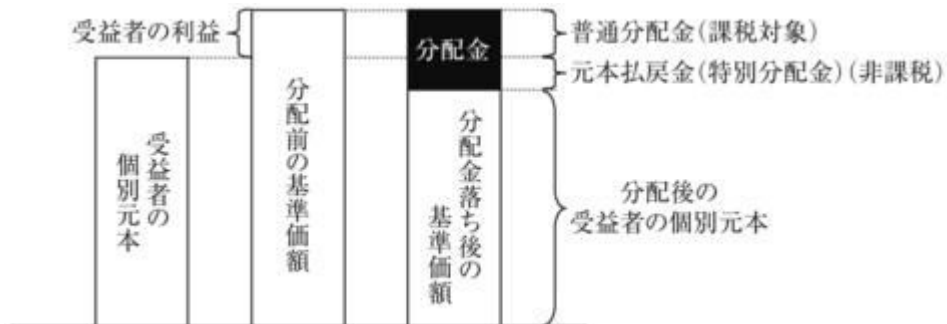 受益者の利益
受益者の
個別元本
分配前の基準価額
分配金
分配金落ち後の
基準価額
普通分配金(課税対象)
元本払戻金(特別分配金)(非課税)
分配後の
受益者の個別元本